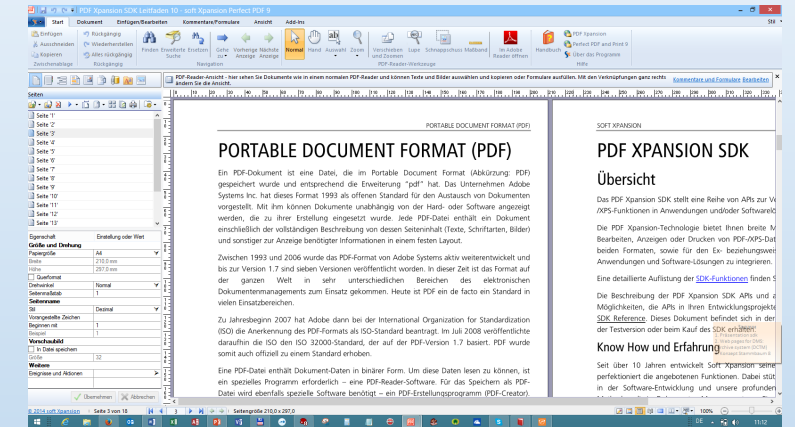 PDF Xpansion SDK Leitfaden 10 - soft Xpansion Perfect PDF 9
Start Dokument Einfügen/Bearbeiten Kommentare/Formulare Ansicht Add-Ins
Einfügen
Ausschneiden
Kopieren
Zwischenablage
Rückgängig
Wiederherstellen
Alles rückgängig
Rückgängig
Finden Erweiterte Suche Ersetzen
Gehe zu Vorherige Anzeige Nächste Anzeige
Navigation
Normal Hand Auswahl Zoom Verschieben und Zoomen Lupe Schnappschuss Maßband
PDF-Reader-Werkzeuge
Im Adobe Reader öffnen
Handbuch
PDF Xpansion
Perfect PDF and Print 9
Über das Programm
Hilfe
PDF-Reader-Ansicht - Hier sehen Sie Dokumente wie in einem normalen PDF-Reader und können Texte und Bilder auswählen und kopieren oder Formulare ausfüllen. Mit den Verknüpfungen ganz rechts
ändern Sie die Ansicht.
Kommentare und Formulare Bearbeiten
Seiten
Seite '1'
Seite '2'
Seite '3'
Seite '4'
Seite '5'
Seite '6'
Seite '7'
Seite '8'
Seite '9'
Seite '10'
Seite '11'
Seite '12'
Seite '13'
Eigenschaft Einstellung oder Wert
Größe und Drehung
Papiergröße A4
Breite 210,0 mm
Höhe 297,0 mm
Querformat
Drehwinkel Normal
Seitenmaßstab 1
Seitenname
Stil Dezimal
Vorangestellte Zeichen
Beginnen mit 1
Beispiel 1
Vorschaubild
In Datei speichern
Größe 32
Weitere
Ereignisse und Aktionen
Übernehmen Abbrechen
PORTABLE DOCUMENT FORMAT (PDF)
PORTABLE DOCUMENT FORMAT (PDF)
Ein PDF-Dokument ist eine Datei, die im Portable Document Format (Abkürzung: PDF)
gespeichert wurde und entsprechend die Erweiterung "pdf" hat. Das Unternehmen Adobe
Systems Inc. hat dieses Format 1993 als offenen Standard für den Austausch von Dokumenten
vorgestellt. Mit ihm können Dokumente unabhängig von der Hard- oder Software angezeigt
werden, die zu ihrer Erstellung eingesetzt wurde. Jede PDF-Datei enthält ein Dokument
einschließlich der vollständigen Beschreibung von dessen Seiteninhalt (Texte, Schriftarten, Bilder)
und sonstiger zur Anzeige benötigter Informationen in einem festen Layout.
Zwischen 1993 und 2006 wurde das PDF-Format von Adobe Systems aktiv weiterentwickelt und
bis zur Version 1.7 sind sieben Versionen veröffentlicht worden. In dieser Zeit ist das Format auf
der ganzen Welt in sehr unterschiedlichen Bereichen des elektronischen
Dokumentenmanagements zum Einsatz gekommen. Heute ist PDF ein de facto ein Standard in
vielen Einsatzbereichen.
Zu Jahresbeginn 2007 hat Adobe dann bei der International Organization for Standardization
(ISO) die Anerkennung des PDF-Formats als ISO-Standard beantragt. Im Juli 2008 veröffentlichte
daraufhin die ISO den ISO 32000-Standard, der auf der PDF-Version 1.7 basiert. PDF wurde
somit auch offiziell zu einem Standard erhoben.
Eine PDF-Datei enthält Dokument-Daten in binärer Form. Um diese Daten lesen zu können, ist
ein spezielles Programm erforderlich – eine PDF-Reader-Software. Für das Speichern als PDF-
Datei wird ebenfalls spezielle Software benötigt – ein PDF-Erstellungsprogramm (PDF-Creator).
SOFT XPANSION
PDF XPANSION SDK
Übersicht
Das PDF Xpansion SDK stellt eine Reihe von APIs zur Ve
/XPS-Funktionen in Anwendungen und/oder Softwarelö
Die PDF Xpansion-Technologie bietet Ihnen breite M
Bearbeiten, Anzeigen oder Drucken von PDF-/XPS-Dat
beiden Formaten, sowie für den Ex- beziehungsweis
Anwendungen und Software-Lösungen zu integrieren.
Eine detaillierte Auflistung der SDK-Funktionen finden S
Die Beschreibung der PDF Xpansion SDK APIs und a
Möglichkeiten, die APIs in Ihren Entwicklungsprojekte
SDK Reference. Dieses Dokument befindet sich in der
der Testversion oder beim Kauf des SDK erhalten.
Know How und Erfahrung
Seit über 10 Jahren entwickelt Soft Xpansion seine
perfektioniert die angebotenen Funktionen. Dabei stüt
in der Software-Entwicklung und unsere profunden
© 2014 soft Xpansion Seite 3 von 18 3 Seitengröße 210,0 x 297,0 100%
DE 11:12